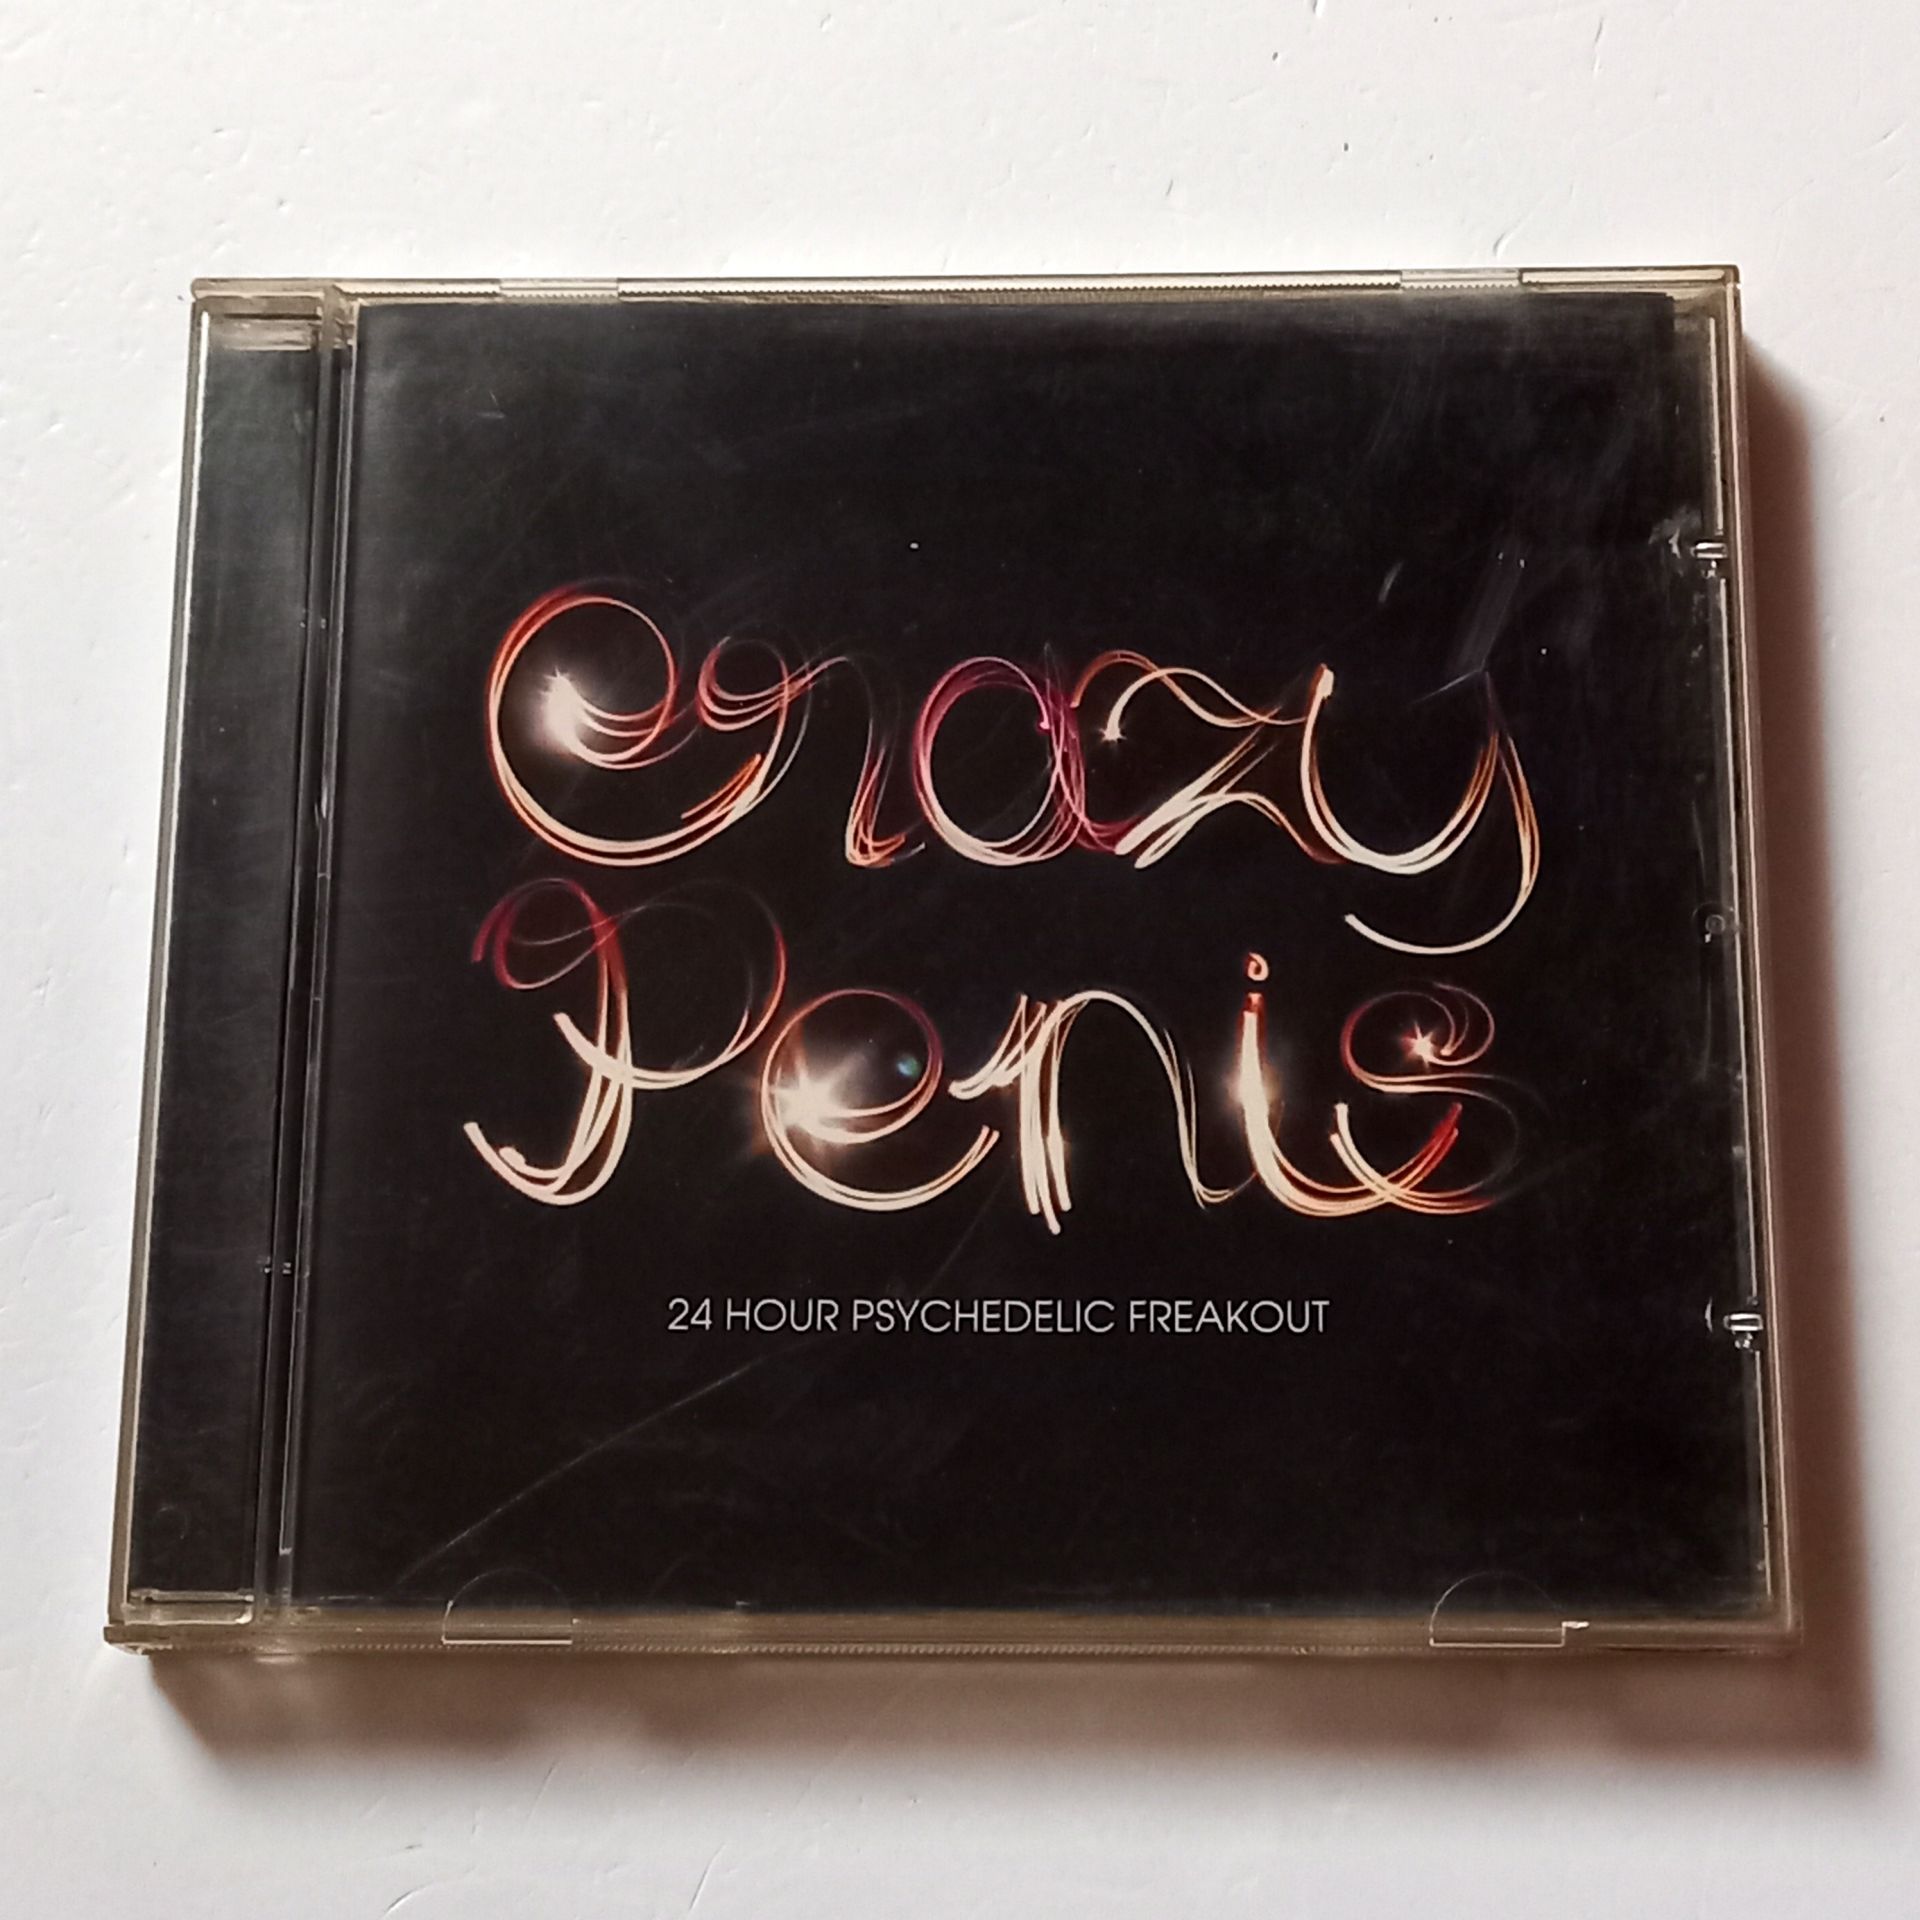 Crazy
Penis
24 HOUR PSYCHEDELIC FREAKOUT